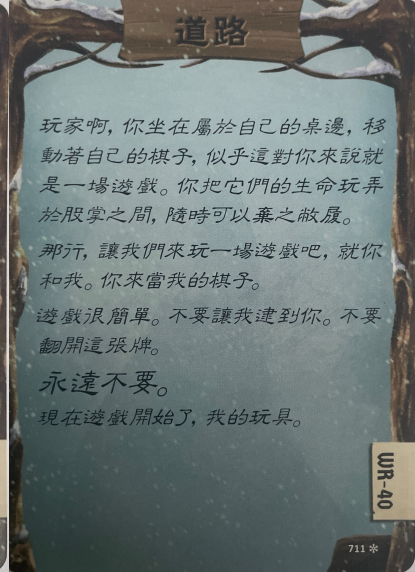 道路
玩家啊，你坐在屬於自己的桌邊，移
動著自己的棋子，似乎這對你來說就
是一場遊戲。你把它們的生命玩弄
於股掌之間，隨時可以棄之敝屣。
那行，讓我們來玩一場遊戲吧，就你
和我。你來當我的棋子。
遊戲很簡單。不要讓我逮到你。不要
翻開這張牌。
永遠不要。
現在遊戲開始了，我的玩具。
WR-40
711